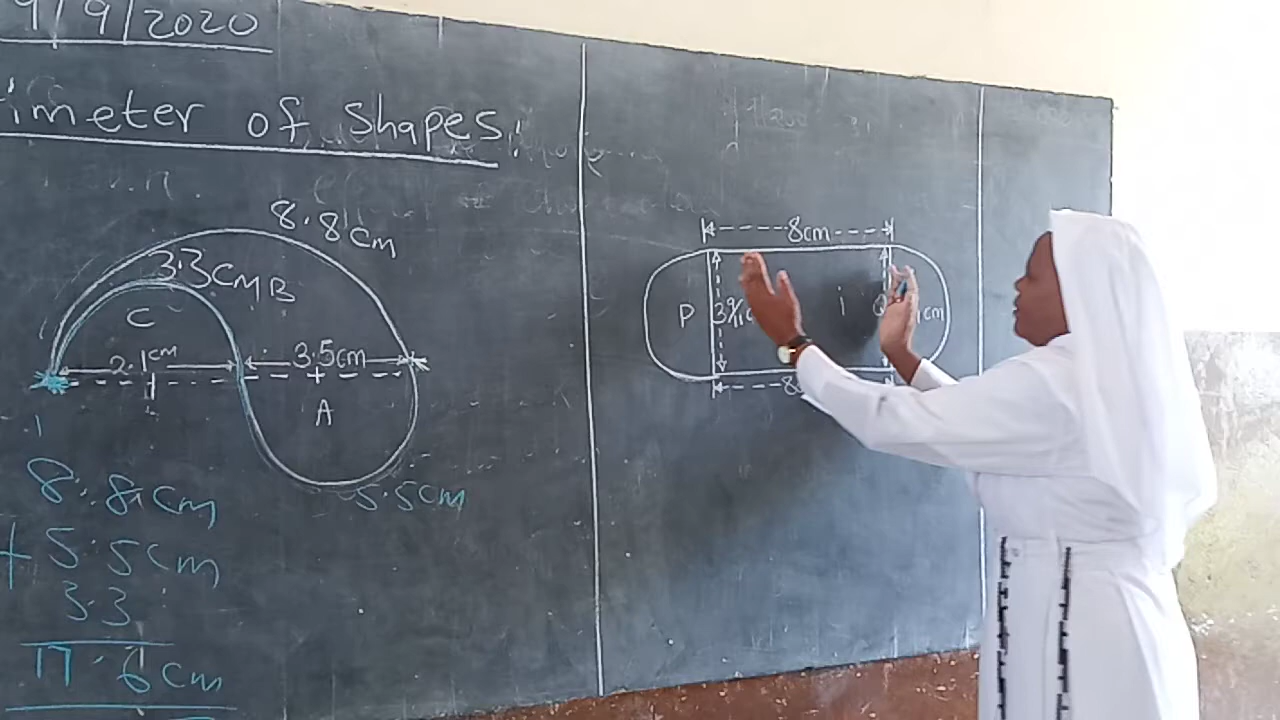 9/9/2020
imeter of shapes:
8.8cm
3.3cm B
C
2.1cm
3.5cm
A
5.5cm
8.8cm
+ 5.5cm
3.3
17.6cm
8cm
P
i
cm